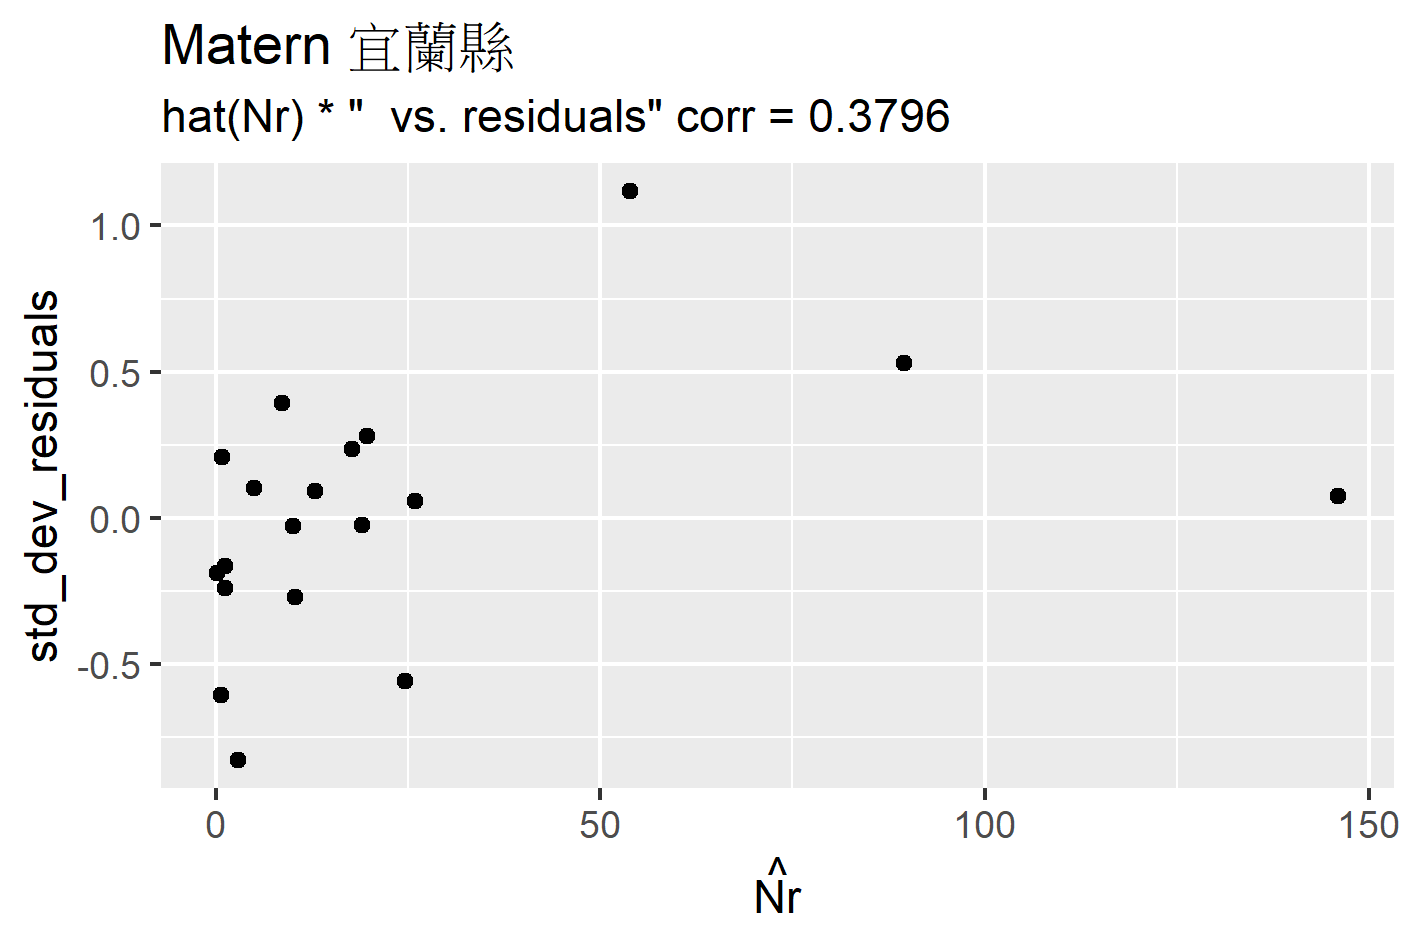 Matern 宜蘭縣
hat(Nr) * "  vs. residuals" corr = 0.3796
std_dev_residuals
1.0
0.5
0.0
-0.5
0
50
100
150
N̂r